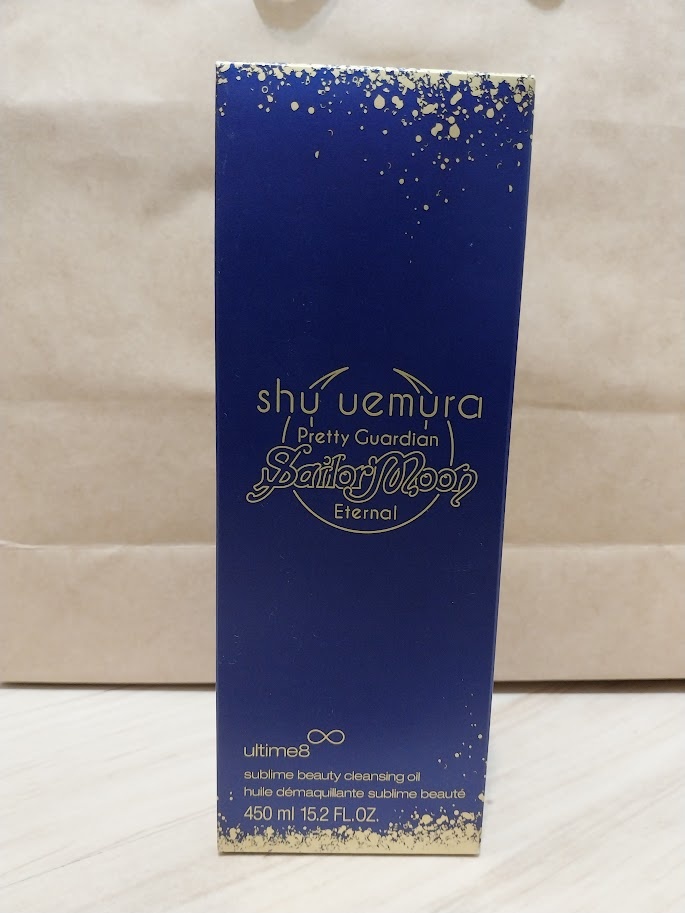 shu uemura
Pretty Guardian
Sailor Moon
Eternal
ultime8∞
sublime beauty cleansing oil
huile démaquillante sublime beauté
450 ml 15.2 FL.OZ.